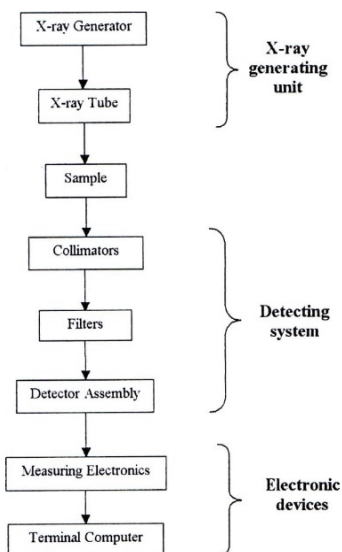 X-ray Generator
X-ray
generating
unit
X-ray Tube
Sample
Collimators
Filters
Detecting
system
Detector Assembly
Measuring Electronics
Electronic
devices
Terminal Computer